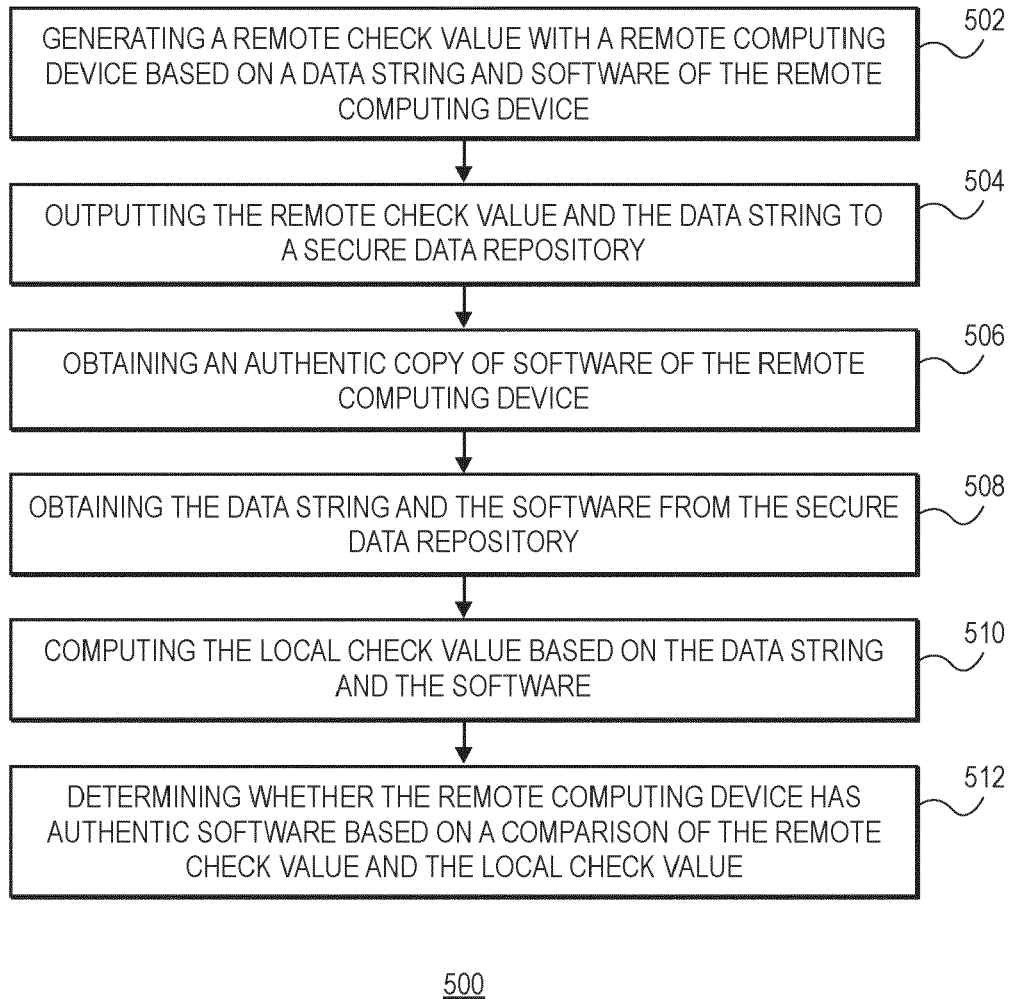 502
GENERATING A REMOTE CHECK VALUE WITH A REMOTE COMPUTING
DEVICE BASED ON A DATA STRING AND SOFTWARE OF THE REMOTE
COMPUTING DEVICE
504
OUTPUTTING THE REMOTE CHECK VALUE AND THE DATA STRING TO
A SECURE DATA REPOSITORY
506
OBTAINING AN AUTHENTIC COPY OF SOFTWARE OF THE REMOTE
COMPUTING DEVICE
508
OBTAINING THE DATA STRING AND THE SOFTWARE FROM THE SECURE
DATA REPOSITORY
510
COMPUTING THE LOCAL CHECK VALUE BASED ON THE DATA STRING
AND THE SOFTWARE
512
DETERMINING WHETHER THE REMOTE COMPUTING DEVICE HAS
AUTHENTIC SOFTWARE BASED ON A COMPARISON OF THE REMOTE
CHECK VALUE AND THE LOCAL CHECK VALUE
500